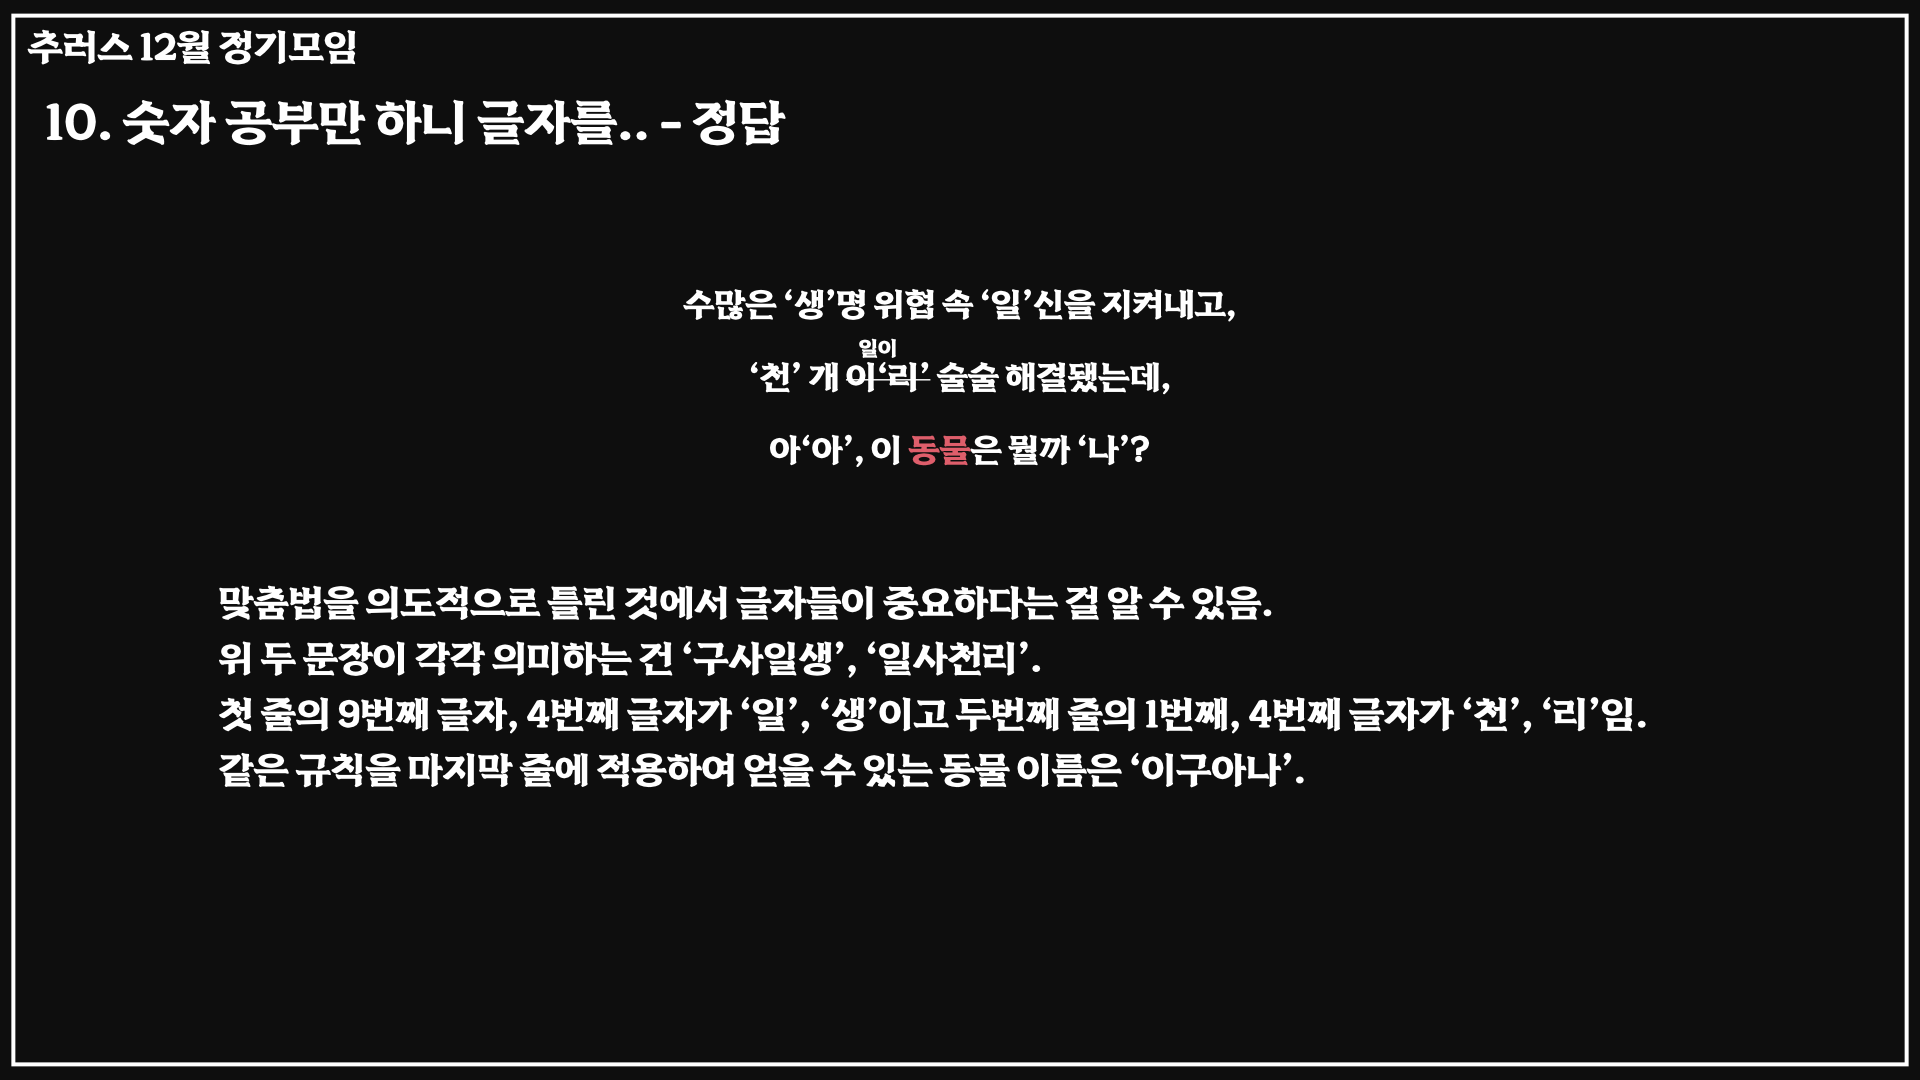 추러스 12월 정기모임
10. 숫자 공부만 하니 글자를.. - 정답
수많은 ‘생’명 위협 속 ‘일’신을 지켜내고,
일이
‘천’ 개 이‘리’ 술술 해결됐는데,
아‘아’, 이 동물은 뭘까 ‘나’?
맞춤법을 의도적으로 틀린 것에서 글자들이 중요하다는 걸 알 수 있음.
위 두 문장이 각각 의미하는 건 ‘구사일생’, ‘일사천리’.
첫 줄의 9번째 글자, 4번째 글자가 ‘일’, ‘생’이고 두번째 줄의 1번째, 4번째 글자가 ‘천’, ‘리’임.
같은 규칙을 마지막 줄에 적용하여 얻을 수 있는 동물 이름은 ‘이구아나’.